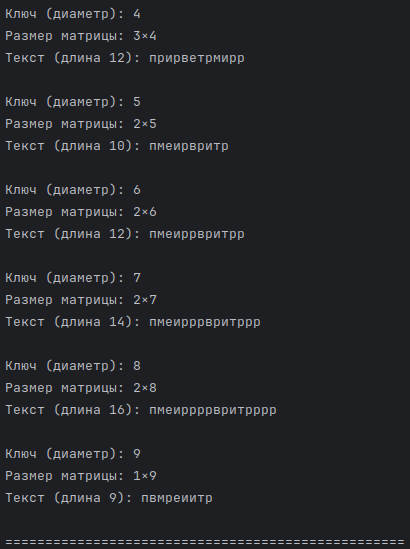 Ключ (диаметр): 4
Размер матрицы: 3×4
Текст (длина 12): прирветрмирр
Ключ (диаметр): 5
Размер матрицы: 2×5
Текст (длина 10): пмеирвритр
Ключ (диаметр): 6
Размер матрицы: 2×6
Текст (длина 12): пмеиррвритрр
Ключ (диаметр): 7
Размер матрицы: 2×7
Текст (длина 14): пмеирррвритррр
Ключ (диаметр): 8
Размер матрицы: 2×8
Текст (длина 16): пмеиррррвритрррр
Ключ (диаметр): 9
Размер матрицы: 1×9
Текст (длина 9): пвмреиитр
==================================================